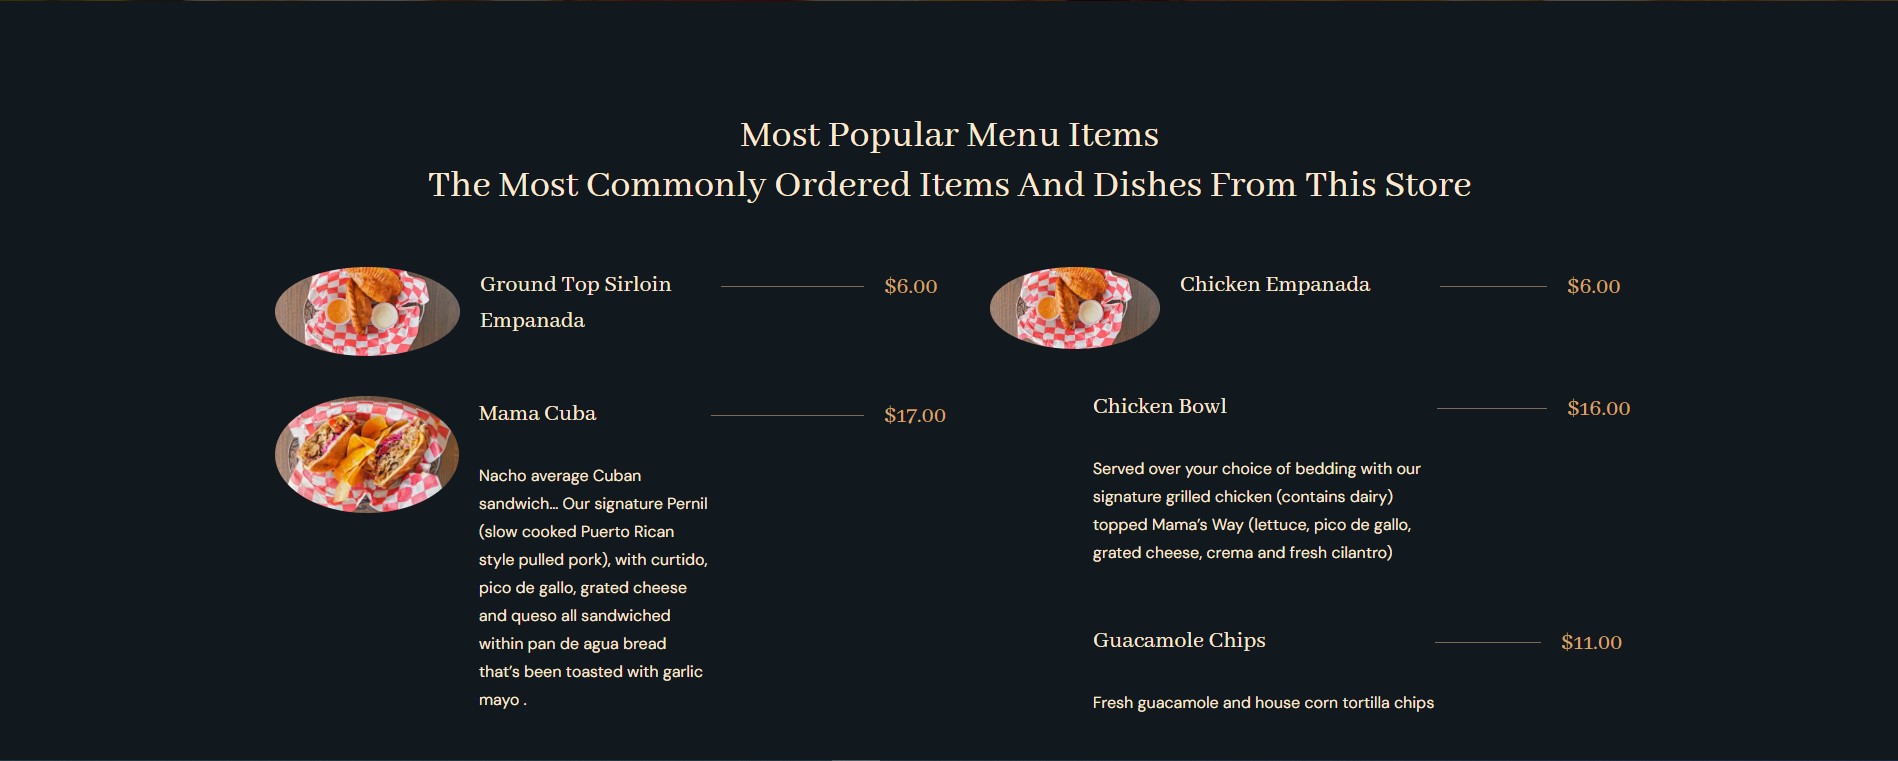 Most Popular Menu Items
The Most Commonly Ordered Items And Dishes From This Store
Ground Top Sirloin
Empanada
$6.00
Mama Cuba
$17.00
Nacho average Cuban
sandwich... Our signature Pernil
(slow cooked Puerto Rican
style pulled pork), with curtido,
pico de gallo, grated cheese
and queso all sandwiched
within pan de agua bread
that’s been toasted with garlic
mayo .
Chicken Empanada
$6.00
Chicken Bowl
$16.00
Served over your choice of bedding with our
signature grilled chicken (contains dairy)
topped Mama’s Way (lettuce, pico de gallo,
grated cheese, crema and fresh cilantro)
Guacamole Chips
$11.00
Fresh guacamole and house corn tortilla chips